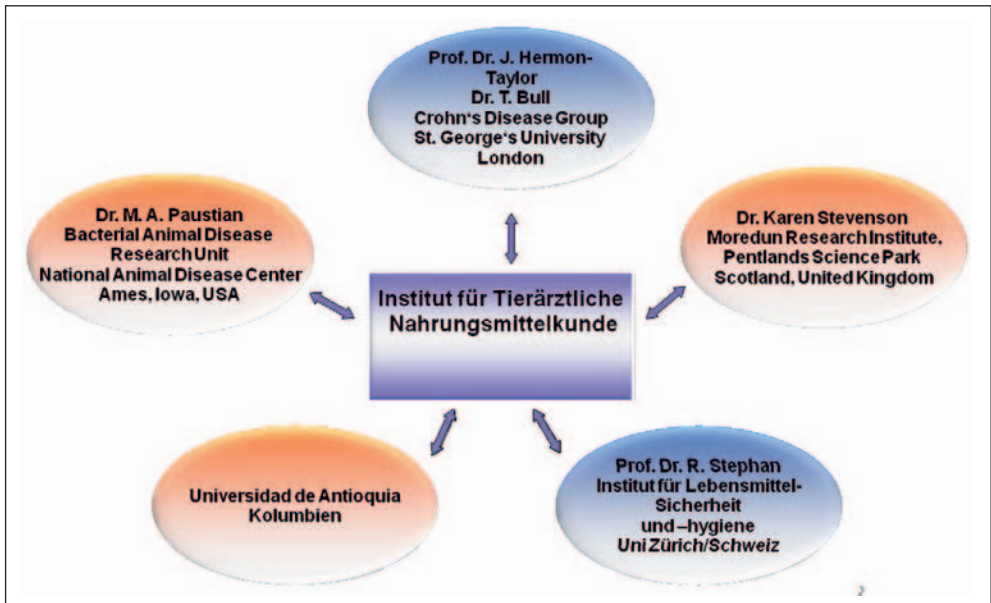 Prof. Dr. J. Hermon-
Taylor
Dr. T. Bull
Crohn‘s Disease Group
St. George‘s University
London
Dr. M. A. Paustian
Bacterial Animal Disease
Research Unit
National Animal Disease Center
Ames, Iowa, USA
Dr. Karen Stevenson
Moredun Research Institute,
Pentlands Science Park
Scotland, United Kingdom
Institut für Tierärztliche
Nahrungsmittelkunde
Universidad de Antioquia
Kolumbien
Prof. Dr. R. Stephan
Institut für Lebensmittel-
Sicherheit
und –hygiene
Uni Zürich/Schweiz
2